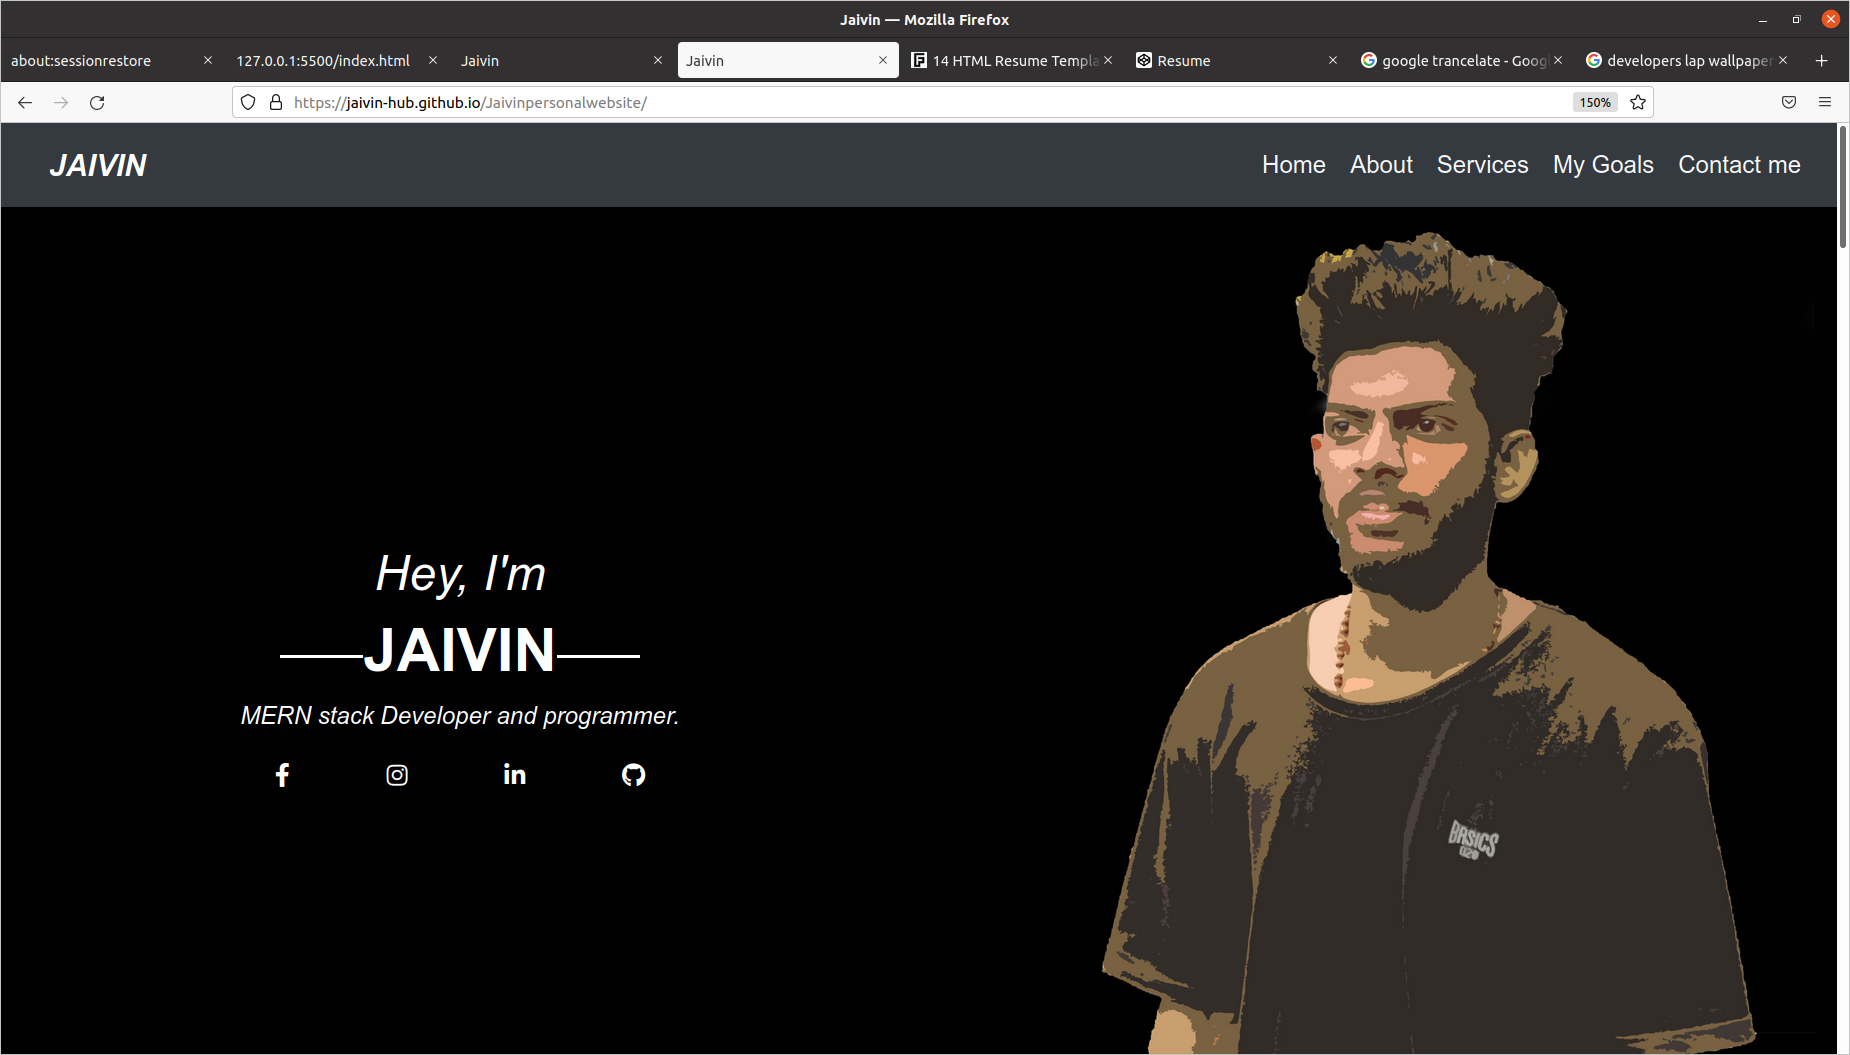 Jaivin — Mozilla Firefox
about:sessionrestore
127.0.0.1:5500/index.html
Jaivin
Jaivin
14 HTML Resume Templa
Resume
google trancelate - Goog
developers lap wallpaper
https://jaivin-hub.github.io/Jaivinpersonalwebsite/
150%
JAIVIN
Home
About
Services
My Goals
Contact me
Hey, I'm
JAIVIN
MERN stack Developer and programmer.
BASICS